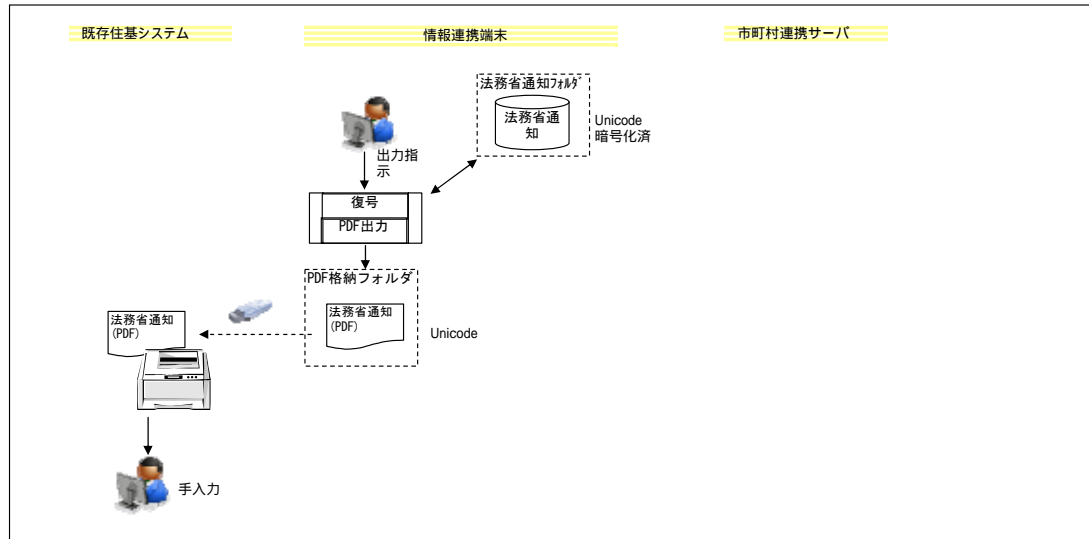 既存住基システム
情報連携端末
市町村連携サーバ
法務省通知ﾌｫﾙﾀﾞ
法務省通
知
Unicode
暗号化済
出力指
示
復号
PDF出力
PDF格納フォルダ
法務省通知
(PDF)
Unicode
法務省通知
(PDF)
手入力